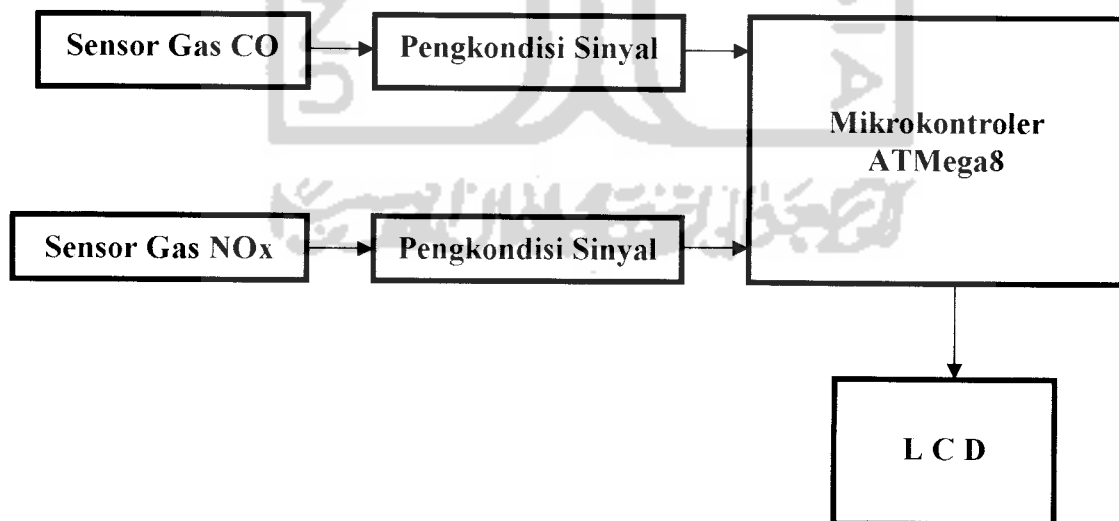 Sensor Gas CO
Pengkondisi Sinyal
Mikrokontroler
ATMega8
Sensor Gas NOx
Pengkondisi Sinyal
L C D